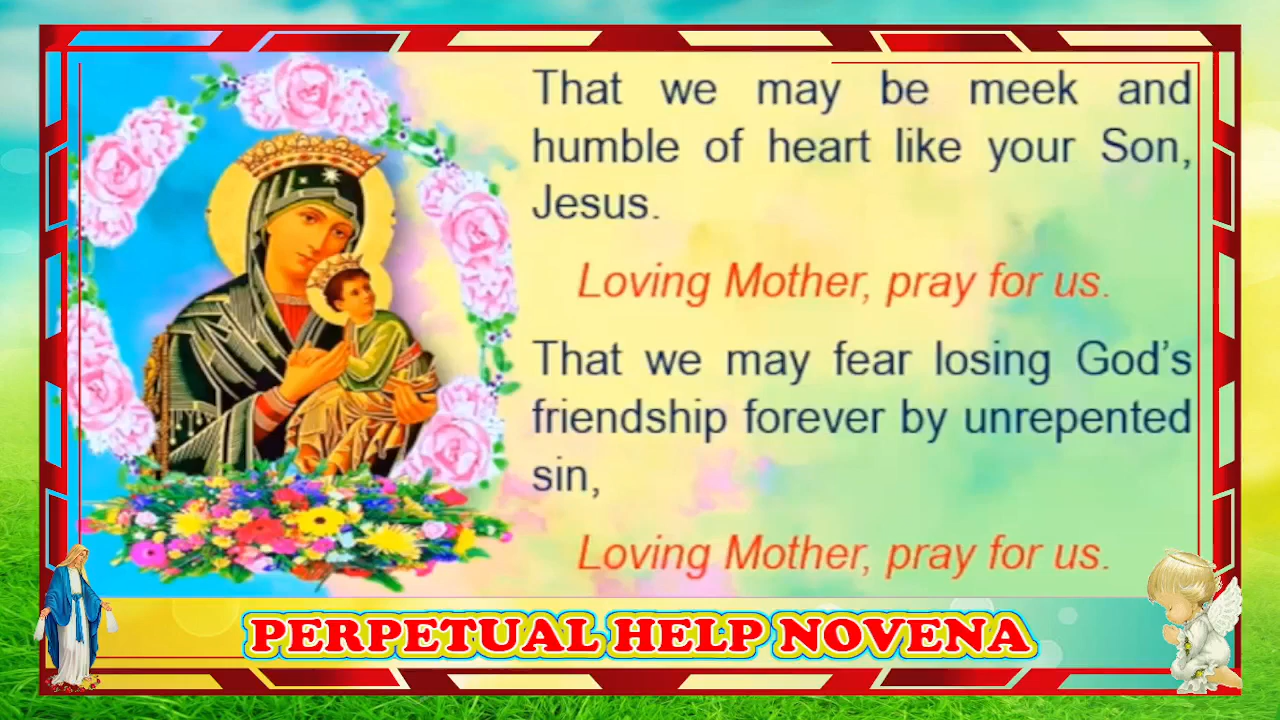 That we may be meek and
humble of heart like your Son,
Jesus.
Loving Mother, pray for us.
That we may fear losing God's
friendship forever by unrepented
sin,
Loving Mother, pray for us.
PERPETUAL HELP NOVENA